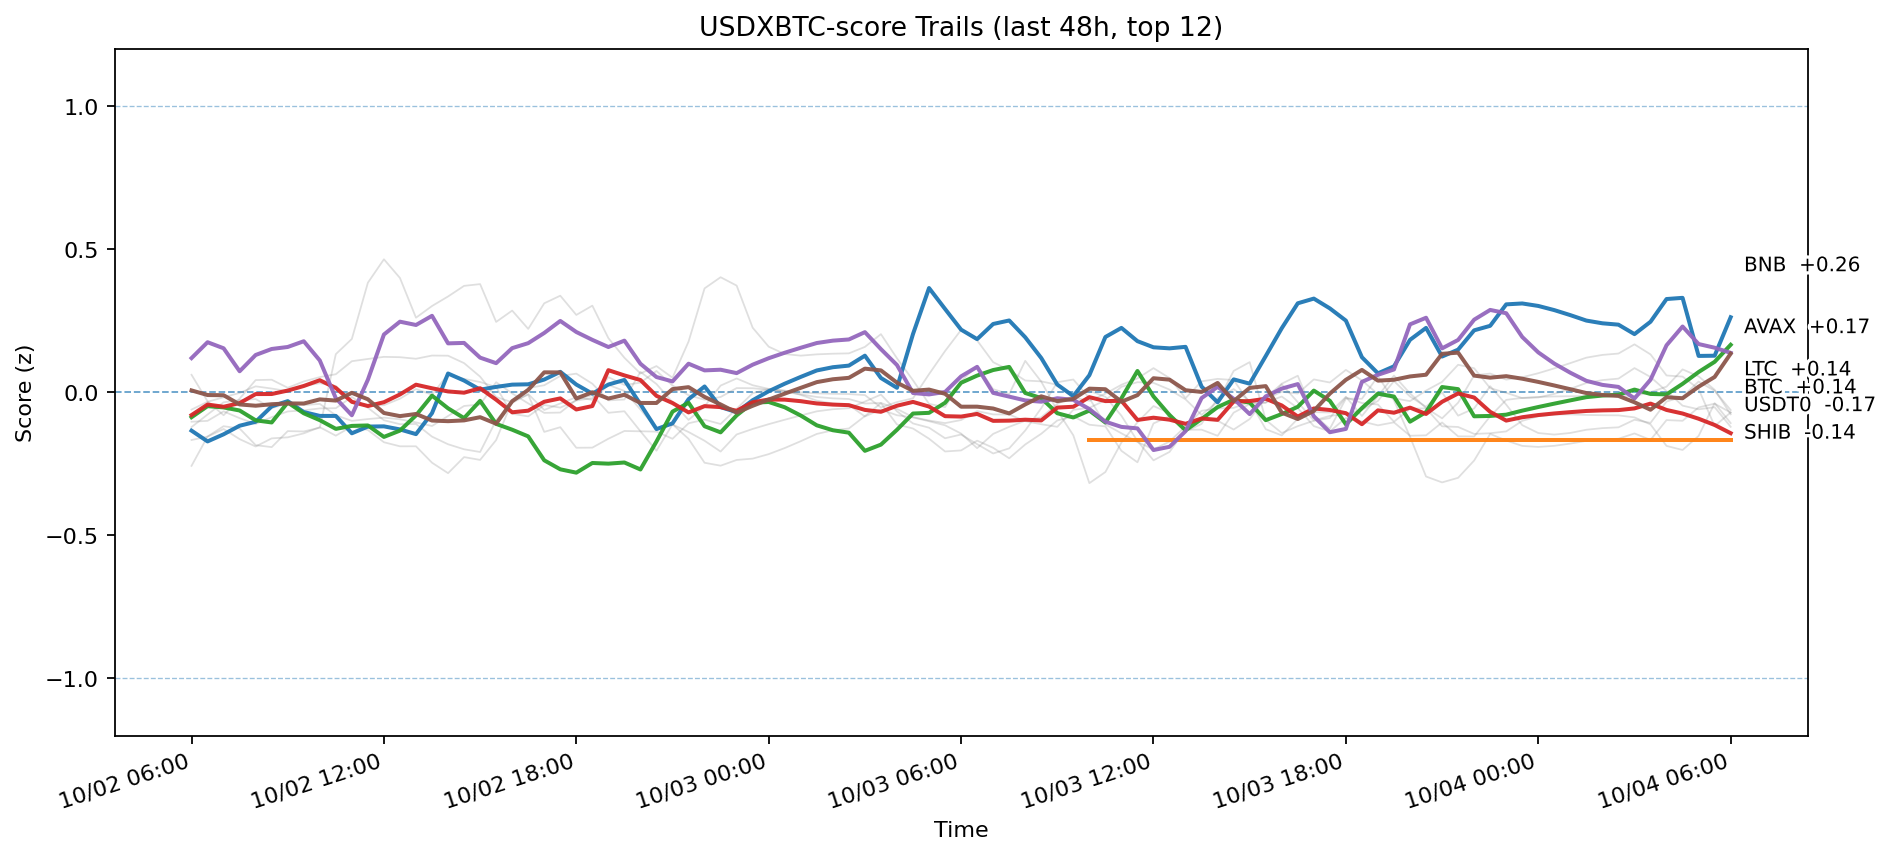 USDXBTC-score Trails (last 48h, top 12)
Score (z)
1.0
0.5
0.0
−0.5
−1.0
BNB +0.26
AVAX +0.17
LTC +0.14
BTC +0.14
USDT0 -0.17
SHIB -0.14
10/02 06:00
10/02 12:00
10/02 18:00
10/03 00:00
10/03 06:00
10/03 12:00
10/03 18:00
10/04 00:00
10/04 06:00
Time